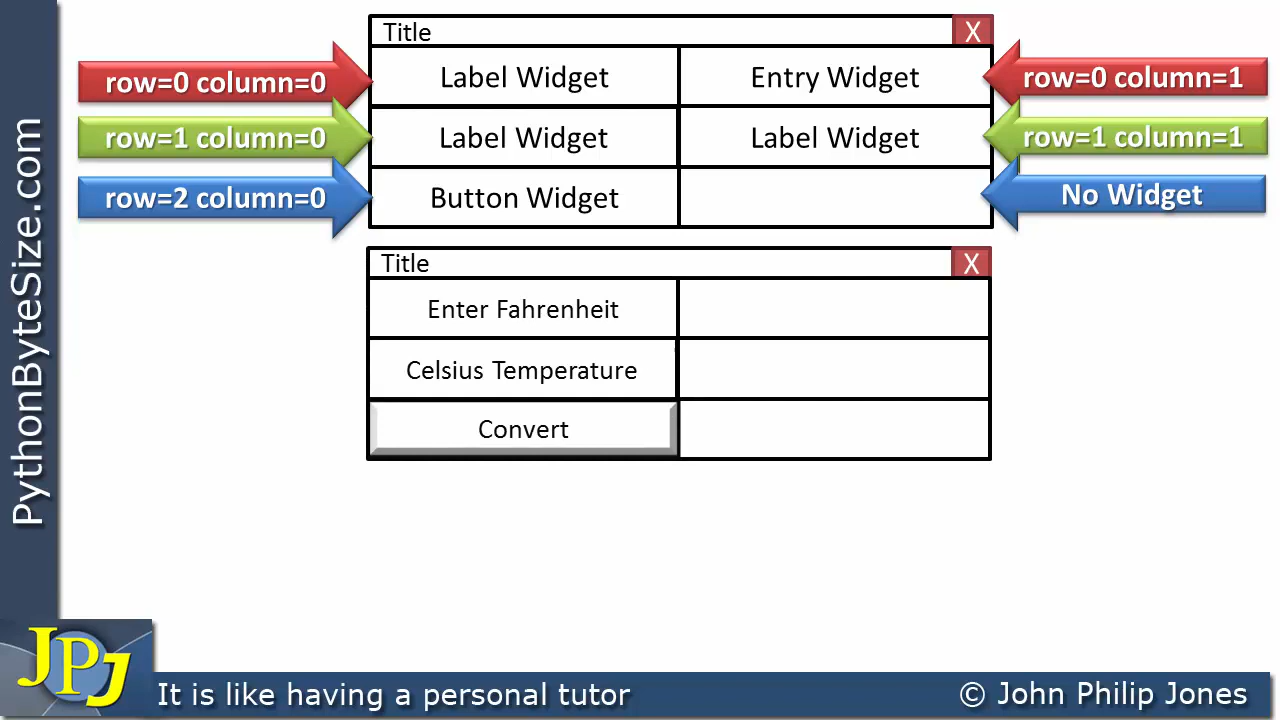 Title X
row=0 column=0 Label Widget Entry Widget row=0 column=1
row=1 column=0 Label Widget Label Widget row=1 column=1
row=2 column=0 Button Widget No Widget
Title X
Enter Fahrenheit
Celsius Temperature
Convert
PythonByteSize.com
JPJ
It is like having a personal tutor
© John Philip Jones